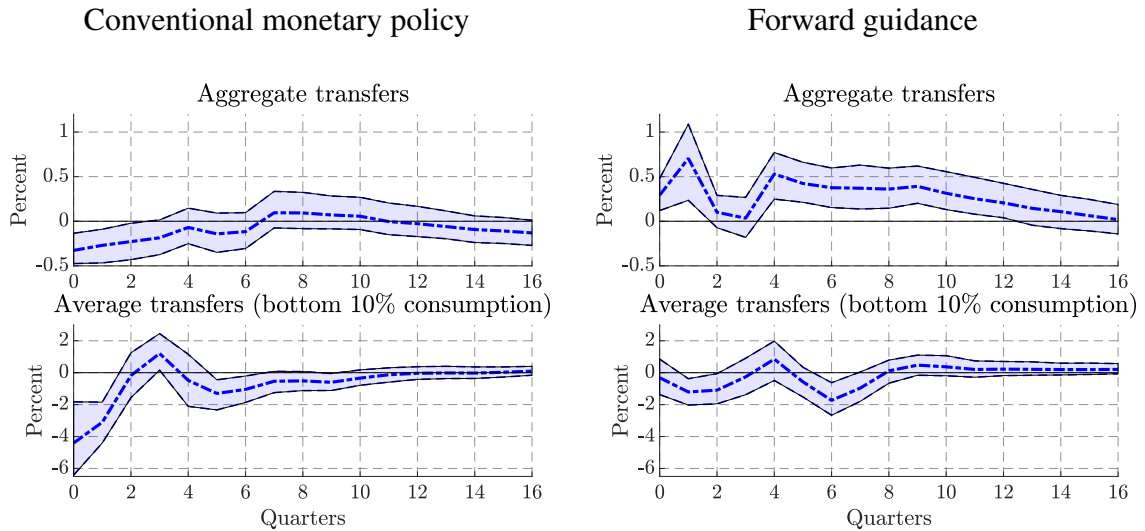 Conventional monetary policy
Forward guidance
Aggregate transfers
Aggregate transfers
1
0.5
0
-0.5
Percent
0 2 4 6 8 10 12 14 16
1
0.5
0
-0.5
Percent
0 2 4 6 8 10 12 14 16
Average transfers (bottom 10% consumption)
Average transfers (bottom 10% consumption)
2
0
-2
-4
-6
Percent
0 2 4 6 8 10 12 14 16
Quarters
2
0
-2
-4
-6
Percent
0 2 4 6 8 10 12 14 16
Quarters